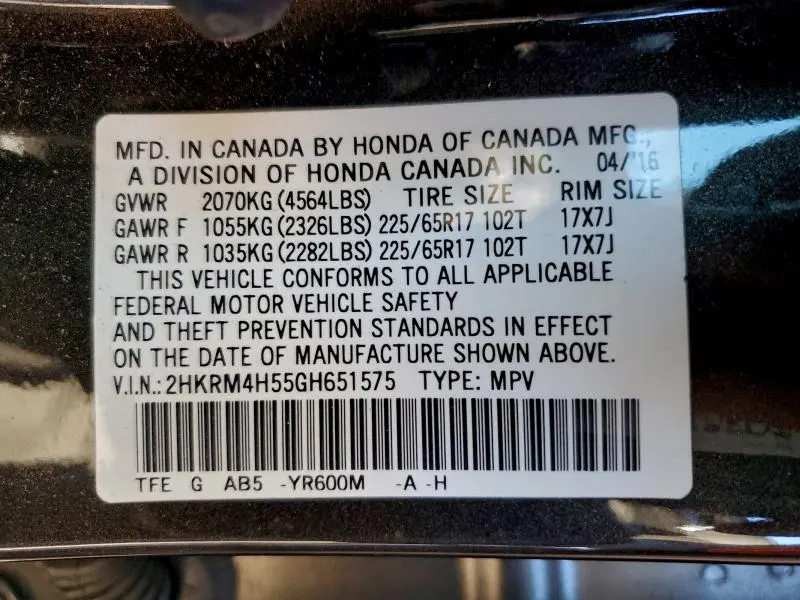 MFD. IN CANADA BY HONDA OF CANADA MFG.,
A DIVISION OF HONDA CANADA INC. 04/'16
GVWR 2070KG (4564LBS) TIRE SIZE RIM SIZE
GAWR F 1055KG (2326LBS) 225/65R17 102T 17X7J
GAWR R 1035KG (2282LBS) 225/65R17 102T 17X7J
THIS VEHICLE CONFORMS TO ALL APPLICABLE
FEDERAL MOTOR VEHICLE SAFETY
AND THEFT PREVENTION STANDARDS IN EFFECT
ON THE DATE OF MANUFACTURE SHOWN ABOVE.
V.I.N.: 2HKRM4H55GH651575 TYPE: MPV
TFE G AB5 -YR600M -A -H